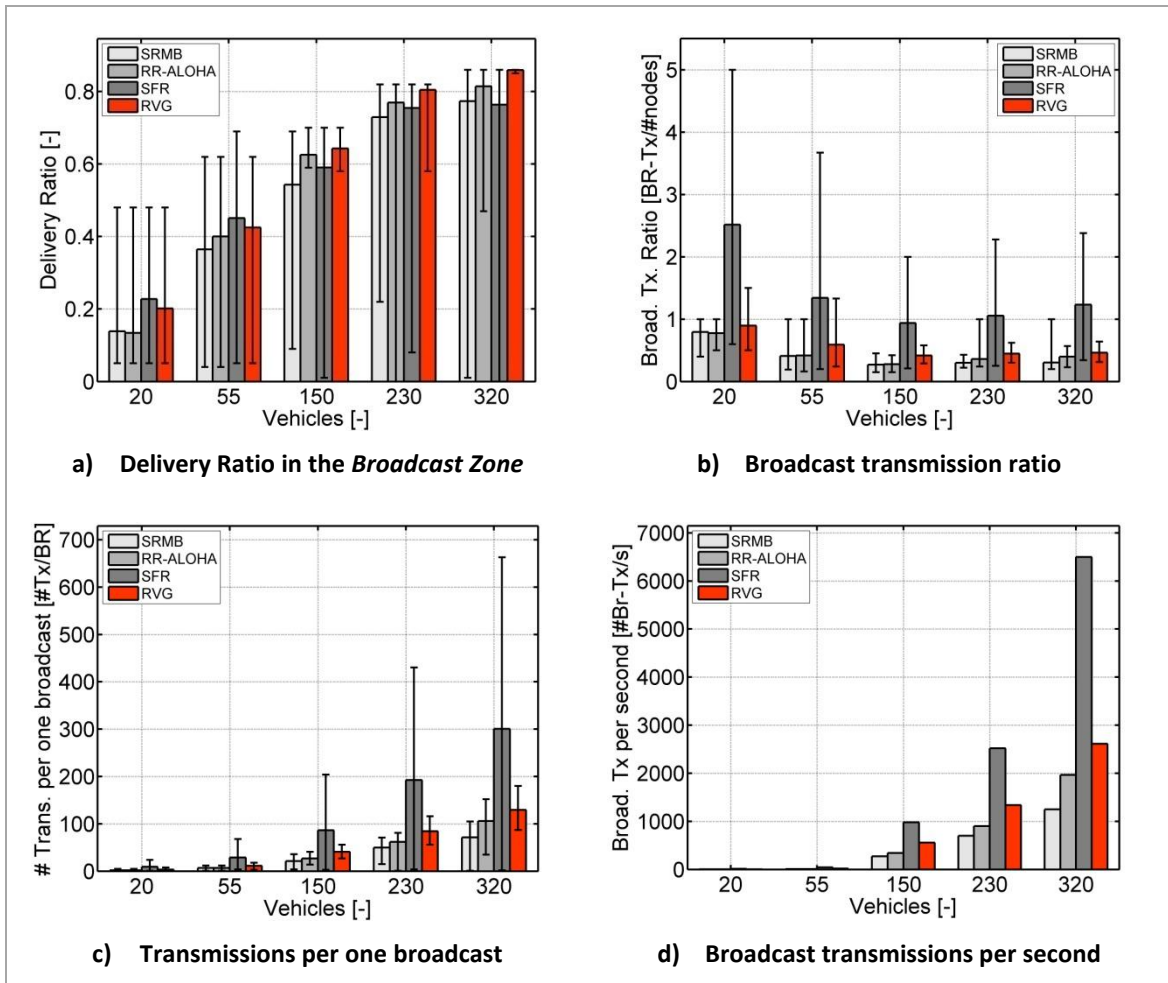 SRMB
RR-ALOHA
SFR
RVG
Delivery Ratio [-]
0.8
0.6
0.4
0.2
0
20 55 150 230 320
Vehicles [-]
a) Delivery Ratio in the Broadcast Zone
SRMB
RR-ALOHA
SFR
RVG
Broad. Tx. Ratio [BR-Tx/#nodes]
5
4
3
2
1
0
20 55 150 230 320
Vehicles [-]
b) Broadcast transmission ratio
SRMB
RR-ALOHA
SFR
RVG
# Trans. per one broadcast [#Tx/BR]
700
600
500
400
300
200
100
0
20 55 150 230 320
Vehicles [-]
c) Transmissions per one broadcast
SRMB
RR-ALOHA
SFR
RVG
Broad. Tx per second [#Br-Tx/s]
7000
6000
5000
4000
3000
2000
1000
0
20 55 150 230 320
Vehicles [-]
d) Broadcast transmissions per second